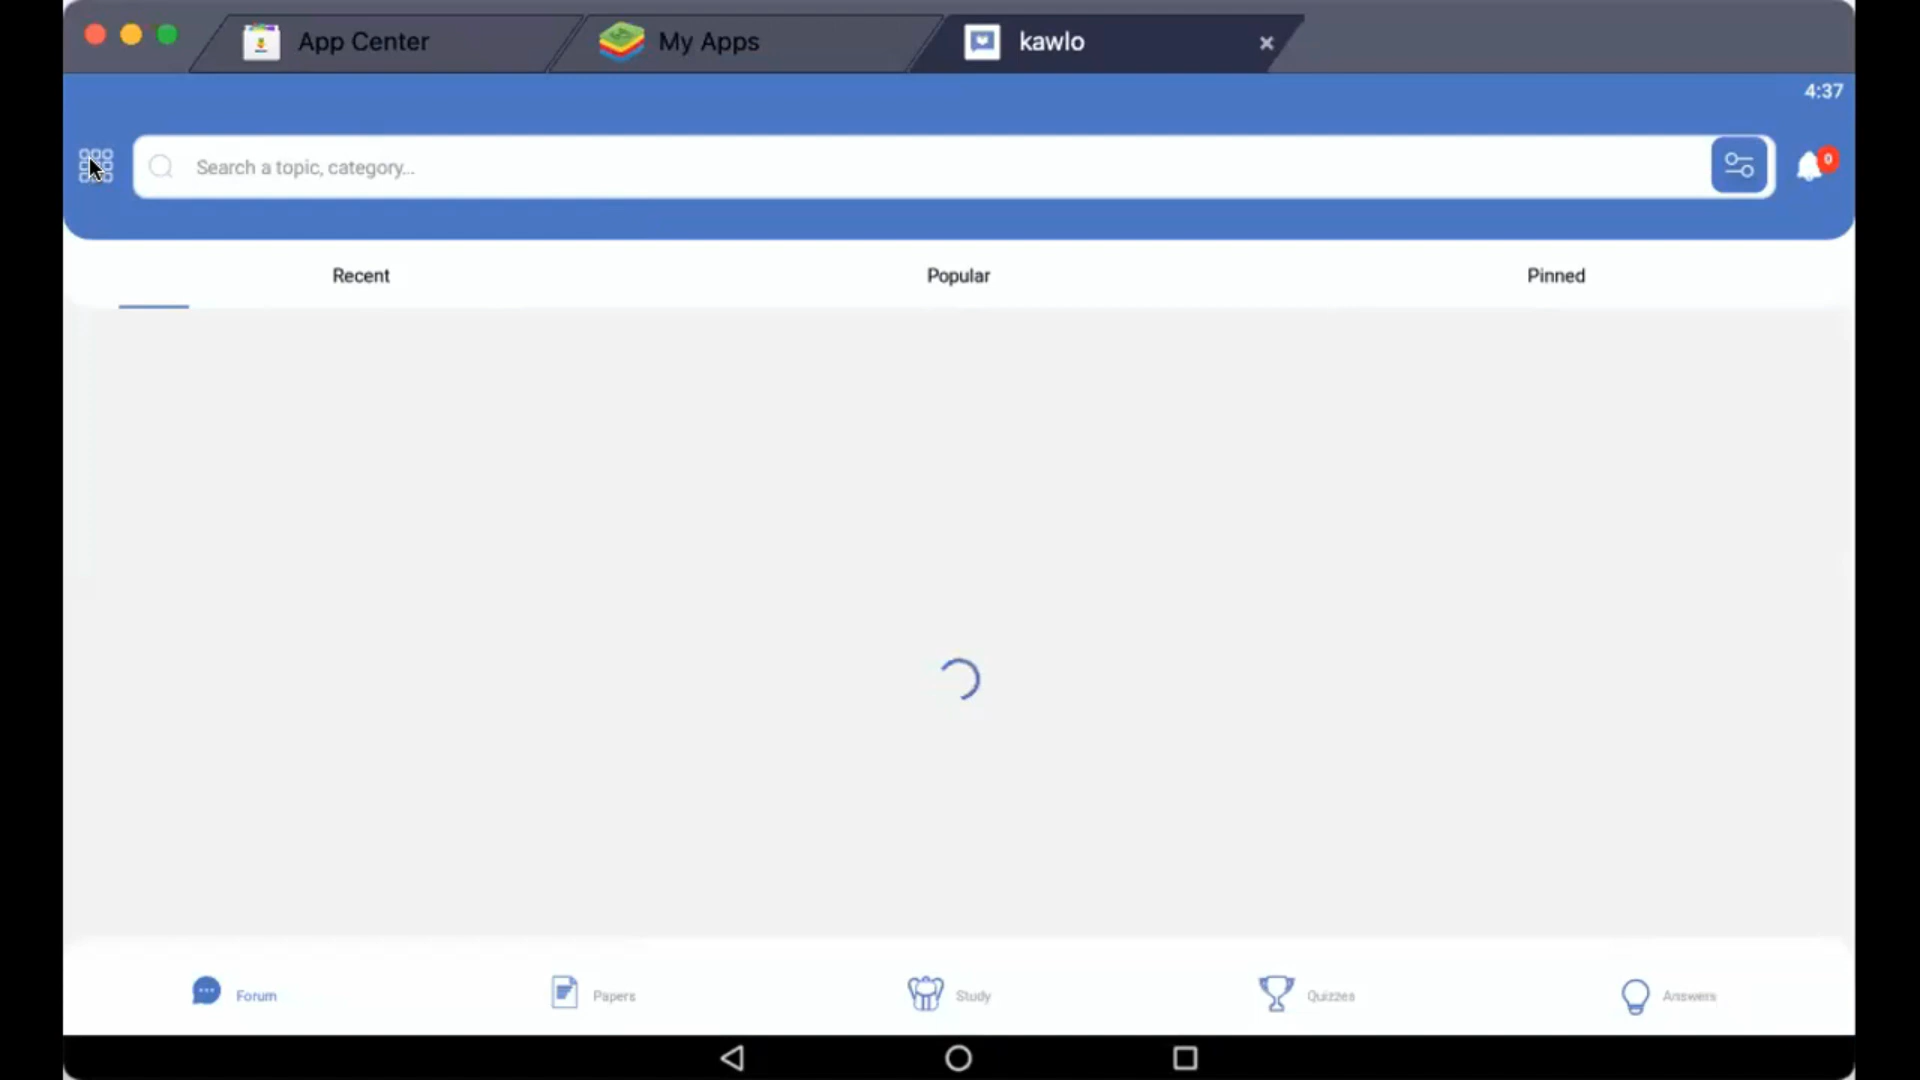 App Center
My Apps
kawlo
4:37
Search a topic, category...
0
Recent
Popular
Pinned
Forum
Papers
Study
Quizzes
Answers